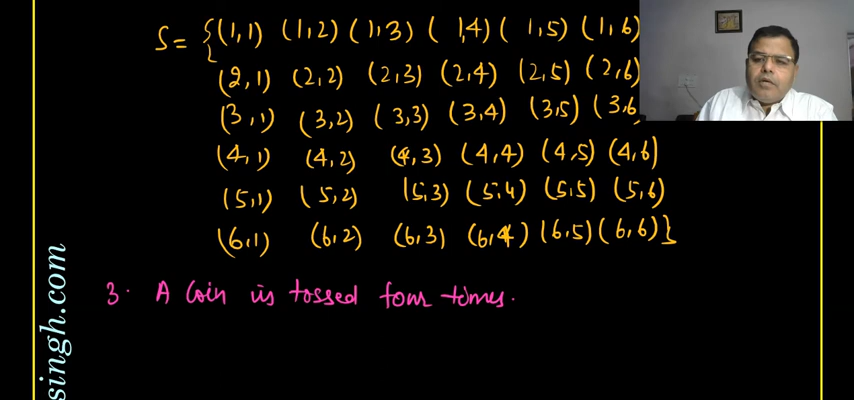 S = {(1,1) (1,2) (1,3) (1,4) (1,5) (1,6)
(2,1) (2,2) (2,3) (2,4) (2,5) (2,6)
(3,1) (3,2) (3,3) (3,4) (3,5) (3,6
(4,1) (4,2) (4,3) (4,4) (4,5) (4,6)
(5,1) (5,2) (5,3) (5,4) (5,5) (5,6)
(6,1) (6,2) (6,3) (6,4) (6,5) (6,6)}
3. A Coin is tossed four times.
singh.com